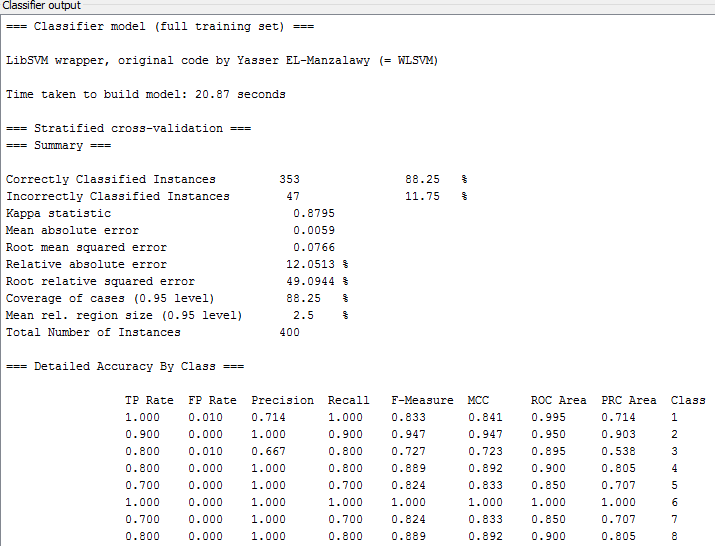 Classifier output
=== Classifier model (full training set) ===
LibSVM wrapper, original code by Yasser EL-Manzalawy (= WLSVM)
Time taken to build model: 20.87 seconds
=== Stratified cross-validation ===
=== Summary ===
Correctly Classified Instances 353 88.25 %
Incorrectly Classified Instances 47 11.75 %
Kappa statistic 0.8795
Mean absolute error 0.0059
Root mean squared error 0.0766
Relative absolute error 12.0513 %
Root relative squared error 49.0944 %
Coverage of cases (0.95 level) 88.25 %
Mean rel. region size (0.95 level) 2.5 %
Total Number of Instances 400
=== Detailed Accuracy By Class ===
TP Rate FP Rate Precision Recall F-Measure MCC ROC Area PRC Area Class
1.000 0.010 0.714 1.000 0.833 0.841 0.995 0.714 1
0.900 0.000 1.000 0.900 0.947 0.947 0.950 0.903 2
0.800 0.010 0.667 0.800 0.727 0.723 0.895 0.538 3
0.800 0.000 1.000 0.800 0.889 0.892 0.900 0.805 4
0.700 0.000 1.000 0.700 0.824 0.833 0.850 0.707 5
1.000 0.000 1.000 1.000 1.000 1.000 1.000 1.000 6
0.700 0.000 1.000 0.700 0.824 0.833 0.850 0.707 7
0.800 0.000 1.000 0.800 0.889 0.892 0.900 0.805 8